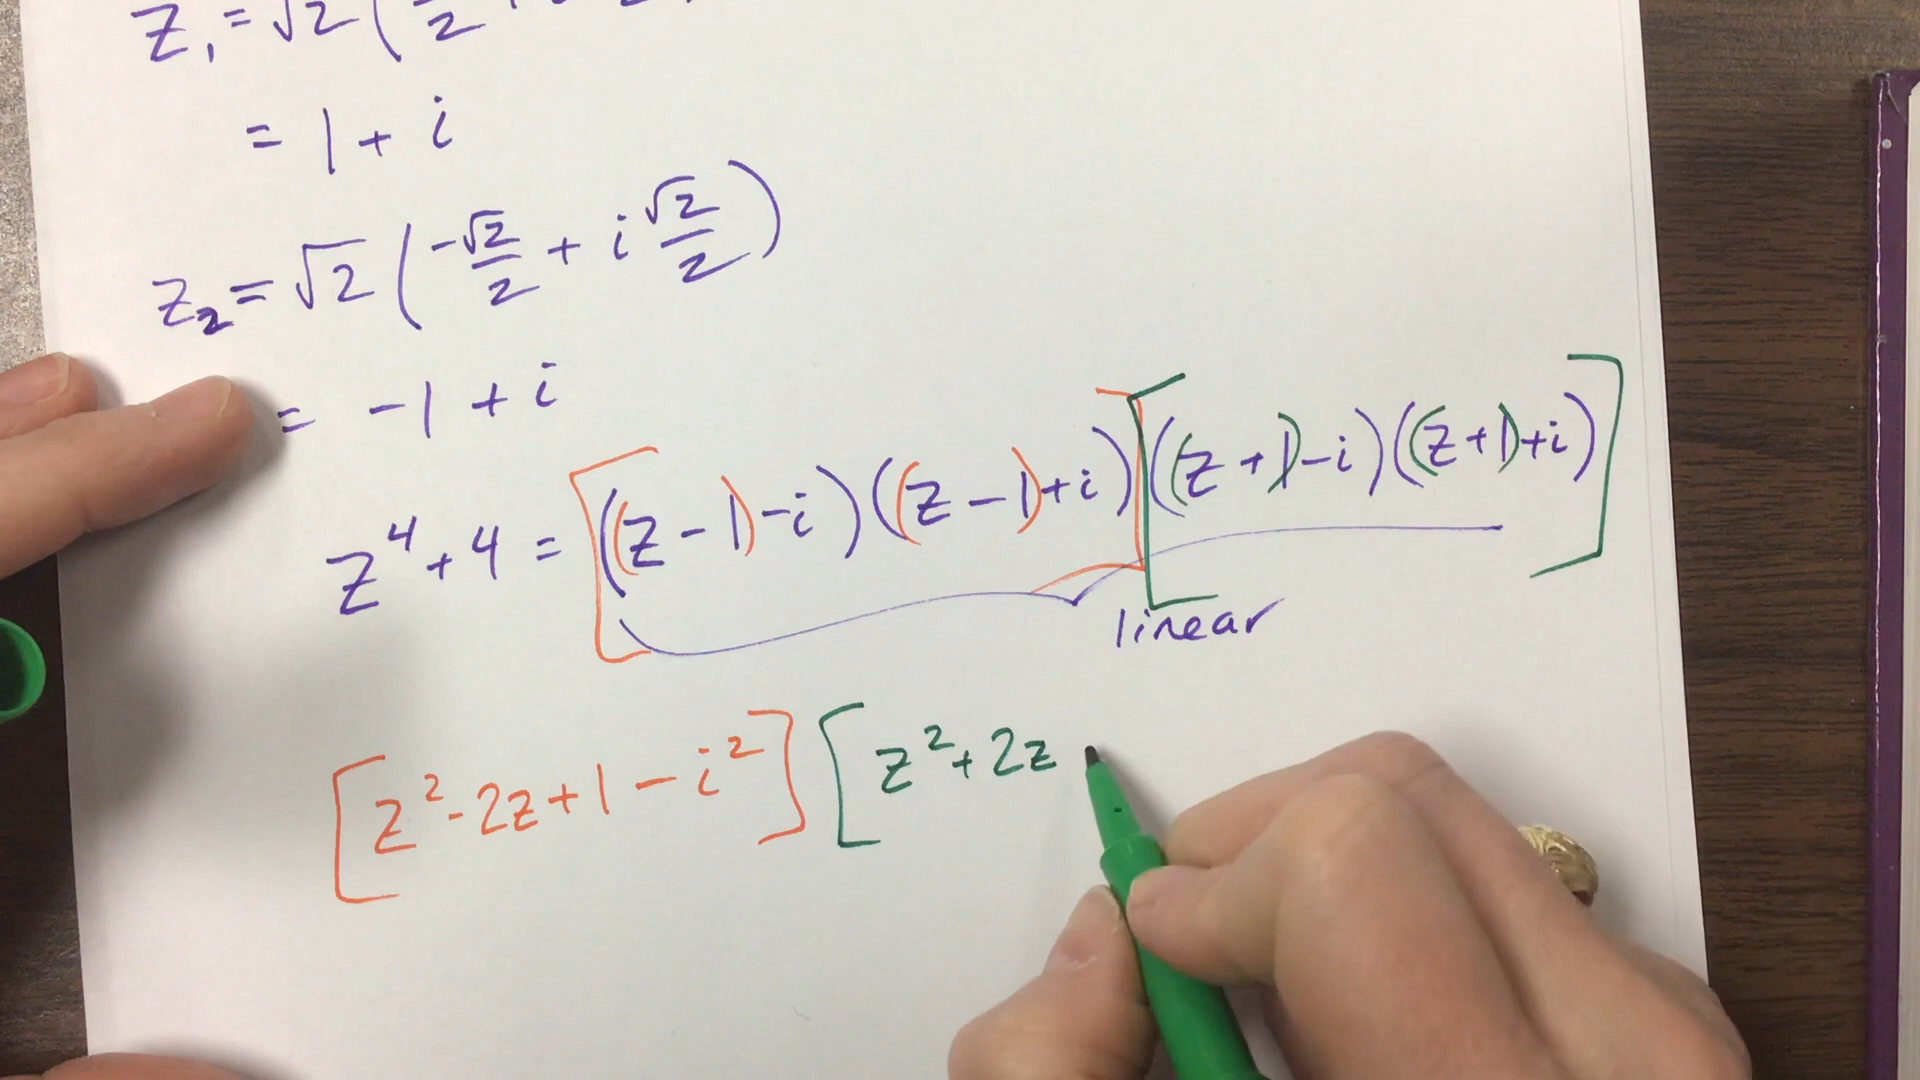 z₁ = √2 ( /2
= 1 + i
z₂ = √2 ( -√2/2 + i √2/2 )
= -1 + i
z⁴ + 4 = [((z - 1) - i)((z - 1) + i)][((z + 1) - i)((z + 1) + i)]
linear
[z² - 2z + 1 - i²][z² + 2z